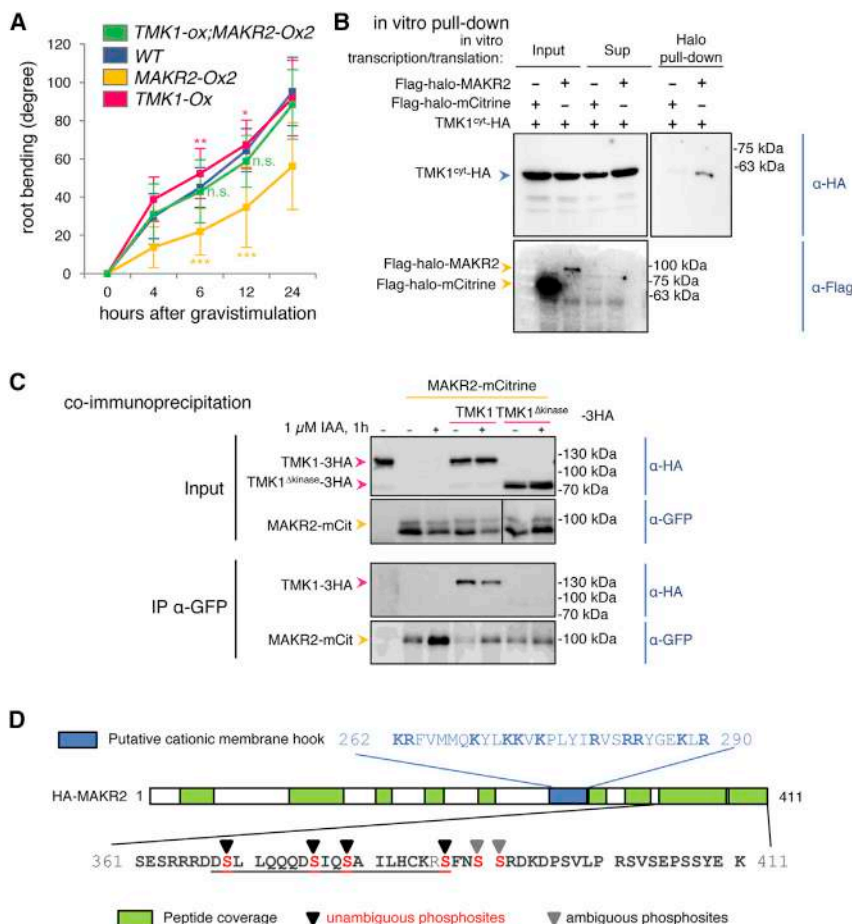 A
TMK1-ox;MAKR2-Ox2
WT
MAKR2-Ox2
TMK1-Ox
120
100
80
60
40
20
0
root bending (degree)
**
*
n.s.
n.s.
***
***
0 4 6 12 24
hours after gravistimulation
B
in vitro pull-down
in vitro transcription/translation:
Input Sup Halo pull-down
Flag-halo-MAKR2 – + – + – +
Flag-halo-mCitrine + – + – + –
TMK1cyt-HA + + + + + +
-75 kDa
-63 kDa
TMK1cyt-HA
α-HA
Flag-halo-MAKR2
Flag-halo-mCitrine
-100 kDa
-75 kDa
-63 kDa
α-Flag
C
co-immunoprecipitation
MAKR2-mCitrine
TMK1 TMK1Δkinase -3HA
1 µM IAA, 1h – – + – + – +
Input
TMK1-3HA
TMK1Δkinase-3HA
-130 kDa
-100 kDa
-70 kDa
α-HA
MAKR2-mCit
-100 kDa
α-GFP
IP α-GFP
TMK1-3HA
-130 kDa
-100 kDa
-70 kDa
α-HA
MAKR2-mCit
-100 kDa
α-GFP
D
Putative cationic membrane hook
262 KRFVMMQKYLKKVKPLYIRVSRRYGEKLR 290
HA-MAKR2 1 411
361 SESRRRDDSL LQQQDSIQSA ILHCKRSFNS SRDKDPSVLP RSVSEPSSYE K 411
Peptide coverage
unambiguous phosphosites
ambiguous phosphosites